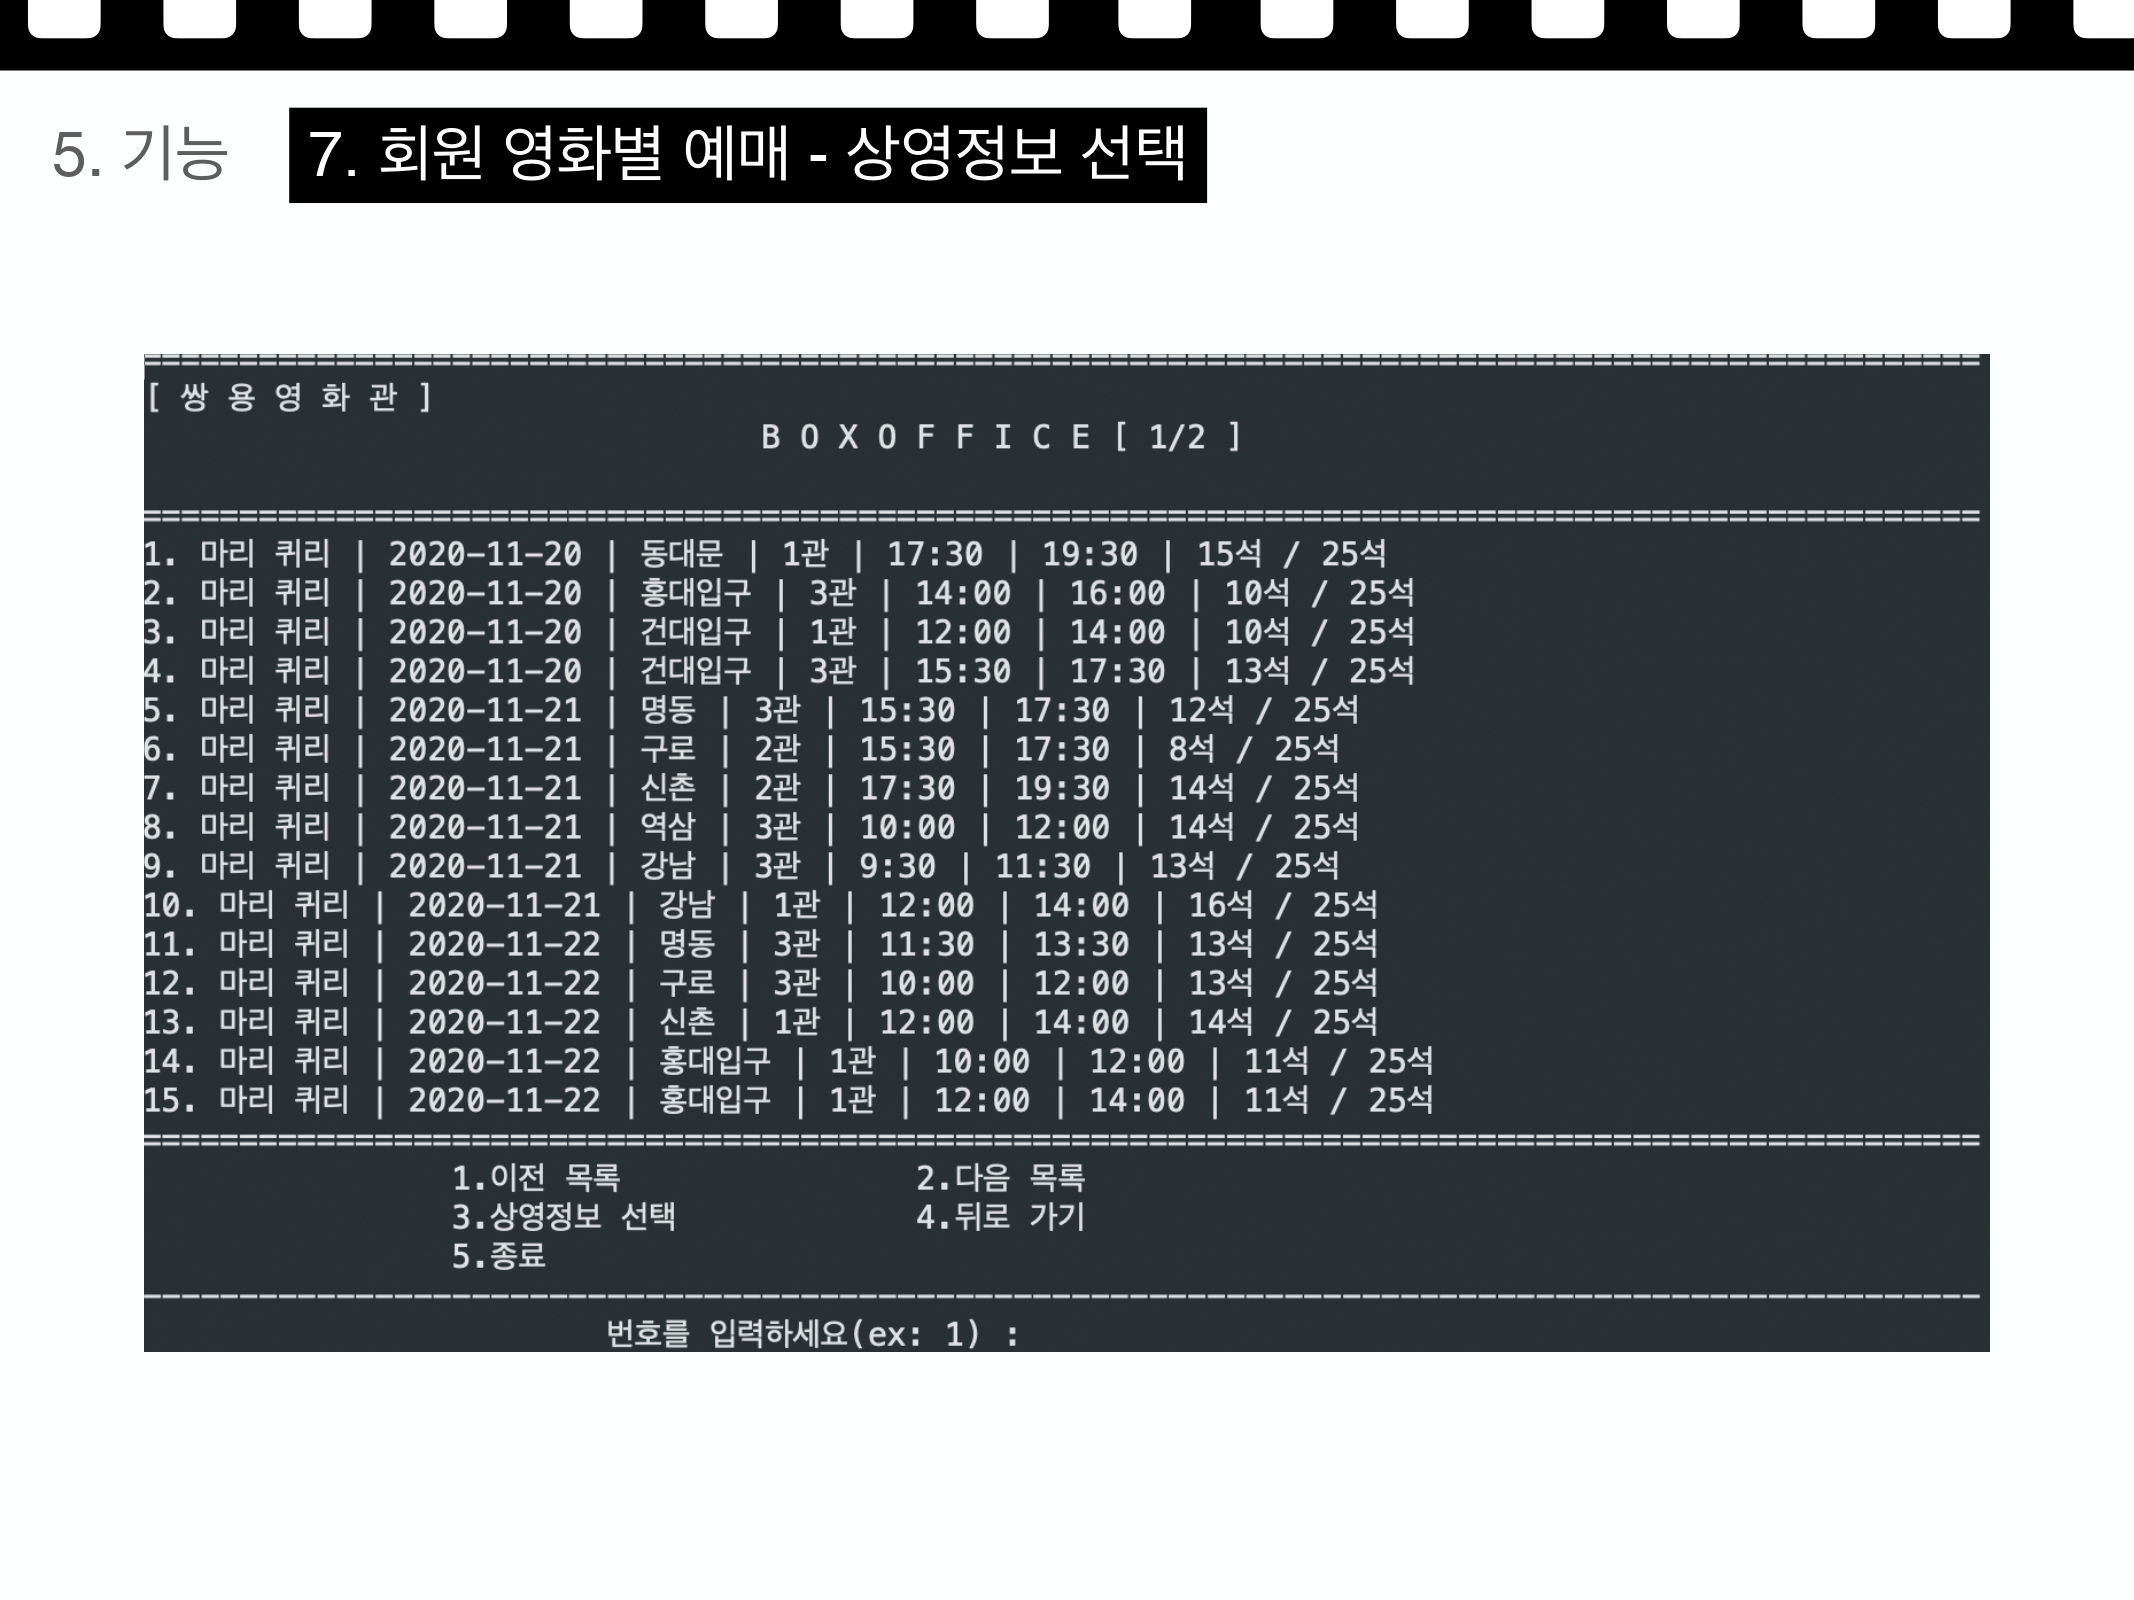 5. 기능 7. 회원 영화별 예매 - 상영정보 선택
[ 쌍 용 영 화 관 ]
B O X O F F I C E [ 1/2 ]
1. 마리 퀴리 | 2020-11-20 | 동대문 | 1관 | 17:30 | 19:30 | 15석 / 25석
2. 마리 퀴리 | 2020-11-20 | 홍대입구 | 3관 | 14:00 | 16:00 | 10석 / 25석
3. 마리 퀴리 | 2020-11-20 | 건대입구 | 1관 | 12:00 | 14:00 | 10석 / 25석
4. 마리 퀴리 | 2020-11-20 | 건대입구 | 3관 | 15:30 | 17:30 | 13석 / 25석
5. 마리 퀴리 | 2020-11-21 | 명동 | 3관 | 15:30 | 17:30 | 12석 / 25석
6. 마리 퀴리 | 2020-11-21 | 구로 | 2관 | 15:30 | 17:30 | 8석 / 25석
7. 마리 퀴리 | 2020-11-21 | 신촌 | 2관 | 17:30 | 19:30 | 14석 / 25석
8. 마리 퀴리 | 2020-11-21 | 역삼 | 3관 | 10:00 | 12:00 | 14석 / 25석
9. 마리 퀴리 | 2020-11-21 | 강남 | 3관 | 9:30 | 11:30 | 13석 / 25석
10. 마리 퀴리 | 2020-11-21 | 강남 | 1관 | 12:00 | 14:00 | 16석 / 25석
11. 마리 퀴리 | 2020-11-22 | 명동 | 3관 | 11:30 | 13:30 | 13석 / 25석
12. 마리 퀴리 | 2020-11-22 | 구로 | 3관 | 10:00 | 12:00 | 13석 / 25석
13. 마리 퀴리 | 2020-11-22 | 신촌 | 1관 | 12:00 | 14:00 | 14석 / 25석
14. 마리 퀴리 | 2020-11-22 | 홍대입구 | 1관 | 10:00 | 12:00 | 11석 / 25석
15. 마리 퀴리 | 2020-11-22 | 홍대입구 | 1관 | 12:00 | 14:00 | 11석 / 25석
1.이전 목록 2.다음 목록
3.상영정보 선택 4.뒤로 가기
5.종료
번호를 입력하세요(ex: 1) :